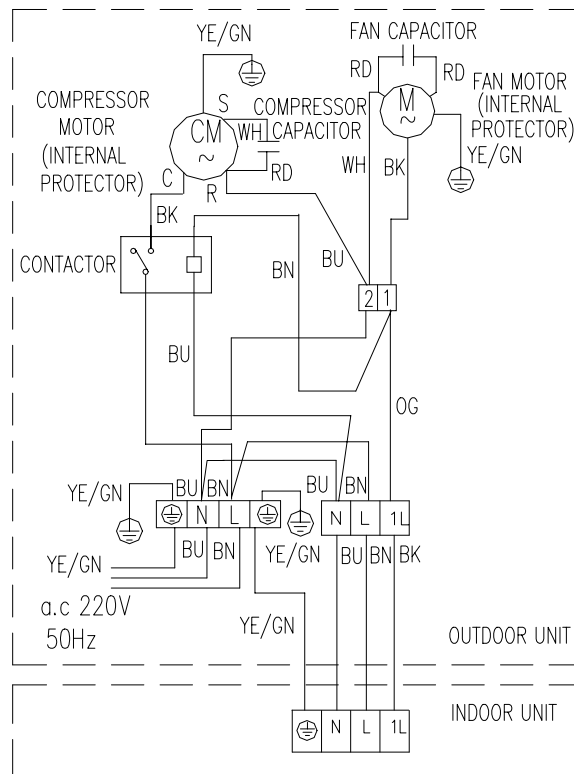 YE/GN
FAN CAPACITOR
RD
RD
FAN MOTOR
(INTERNAL
PROTECTOR)
YE/GN
COMPRESSOR
MOTOR
(INTERNAL
PROTECTOR)
S
COMPRESSOR
CAPACITOR
CM
~
WH
RD
M
~
C
R
WH
BK
BK
CONTACTOR
BN
BU
2
1
BU
OG
YE/GN
BU
BN
BU
BN
N
L
N
L
1L
BU
BN
YE/GN
BU
BN
BK
YE/GN
a.c 220V
50Hz
YE/GN
OUTDOOR UNIT
INDOOR UNIT
N
L
1L